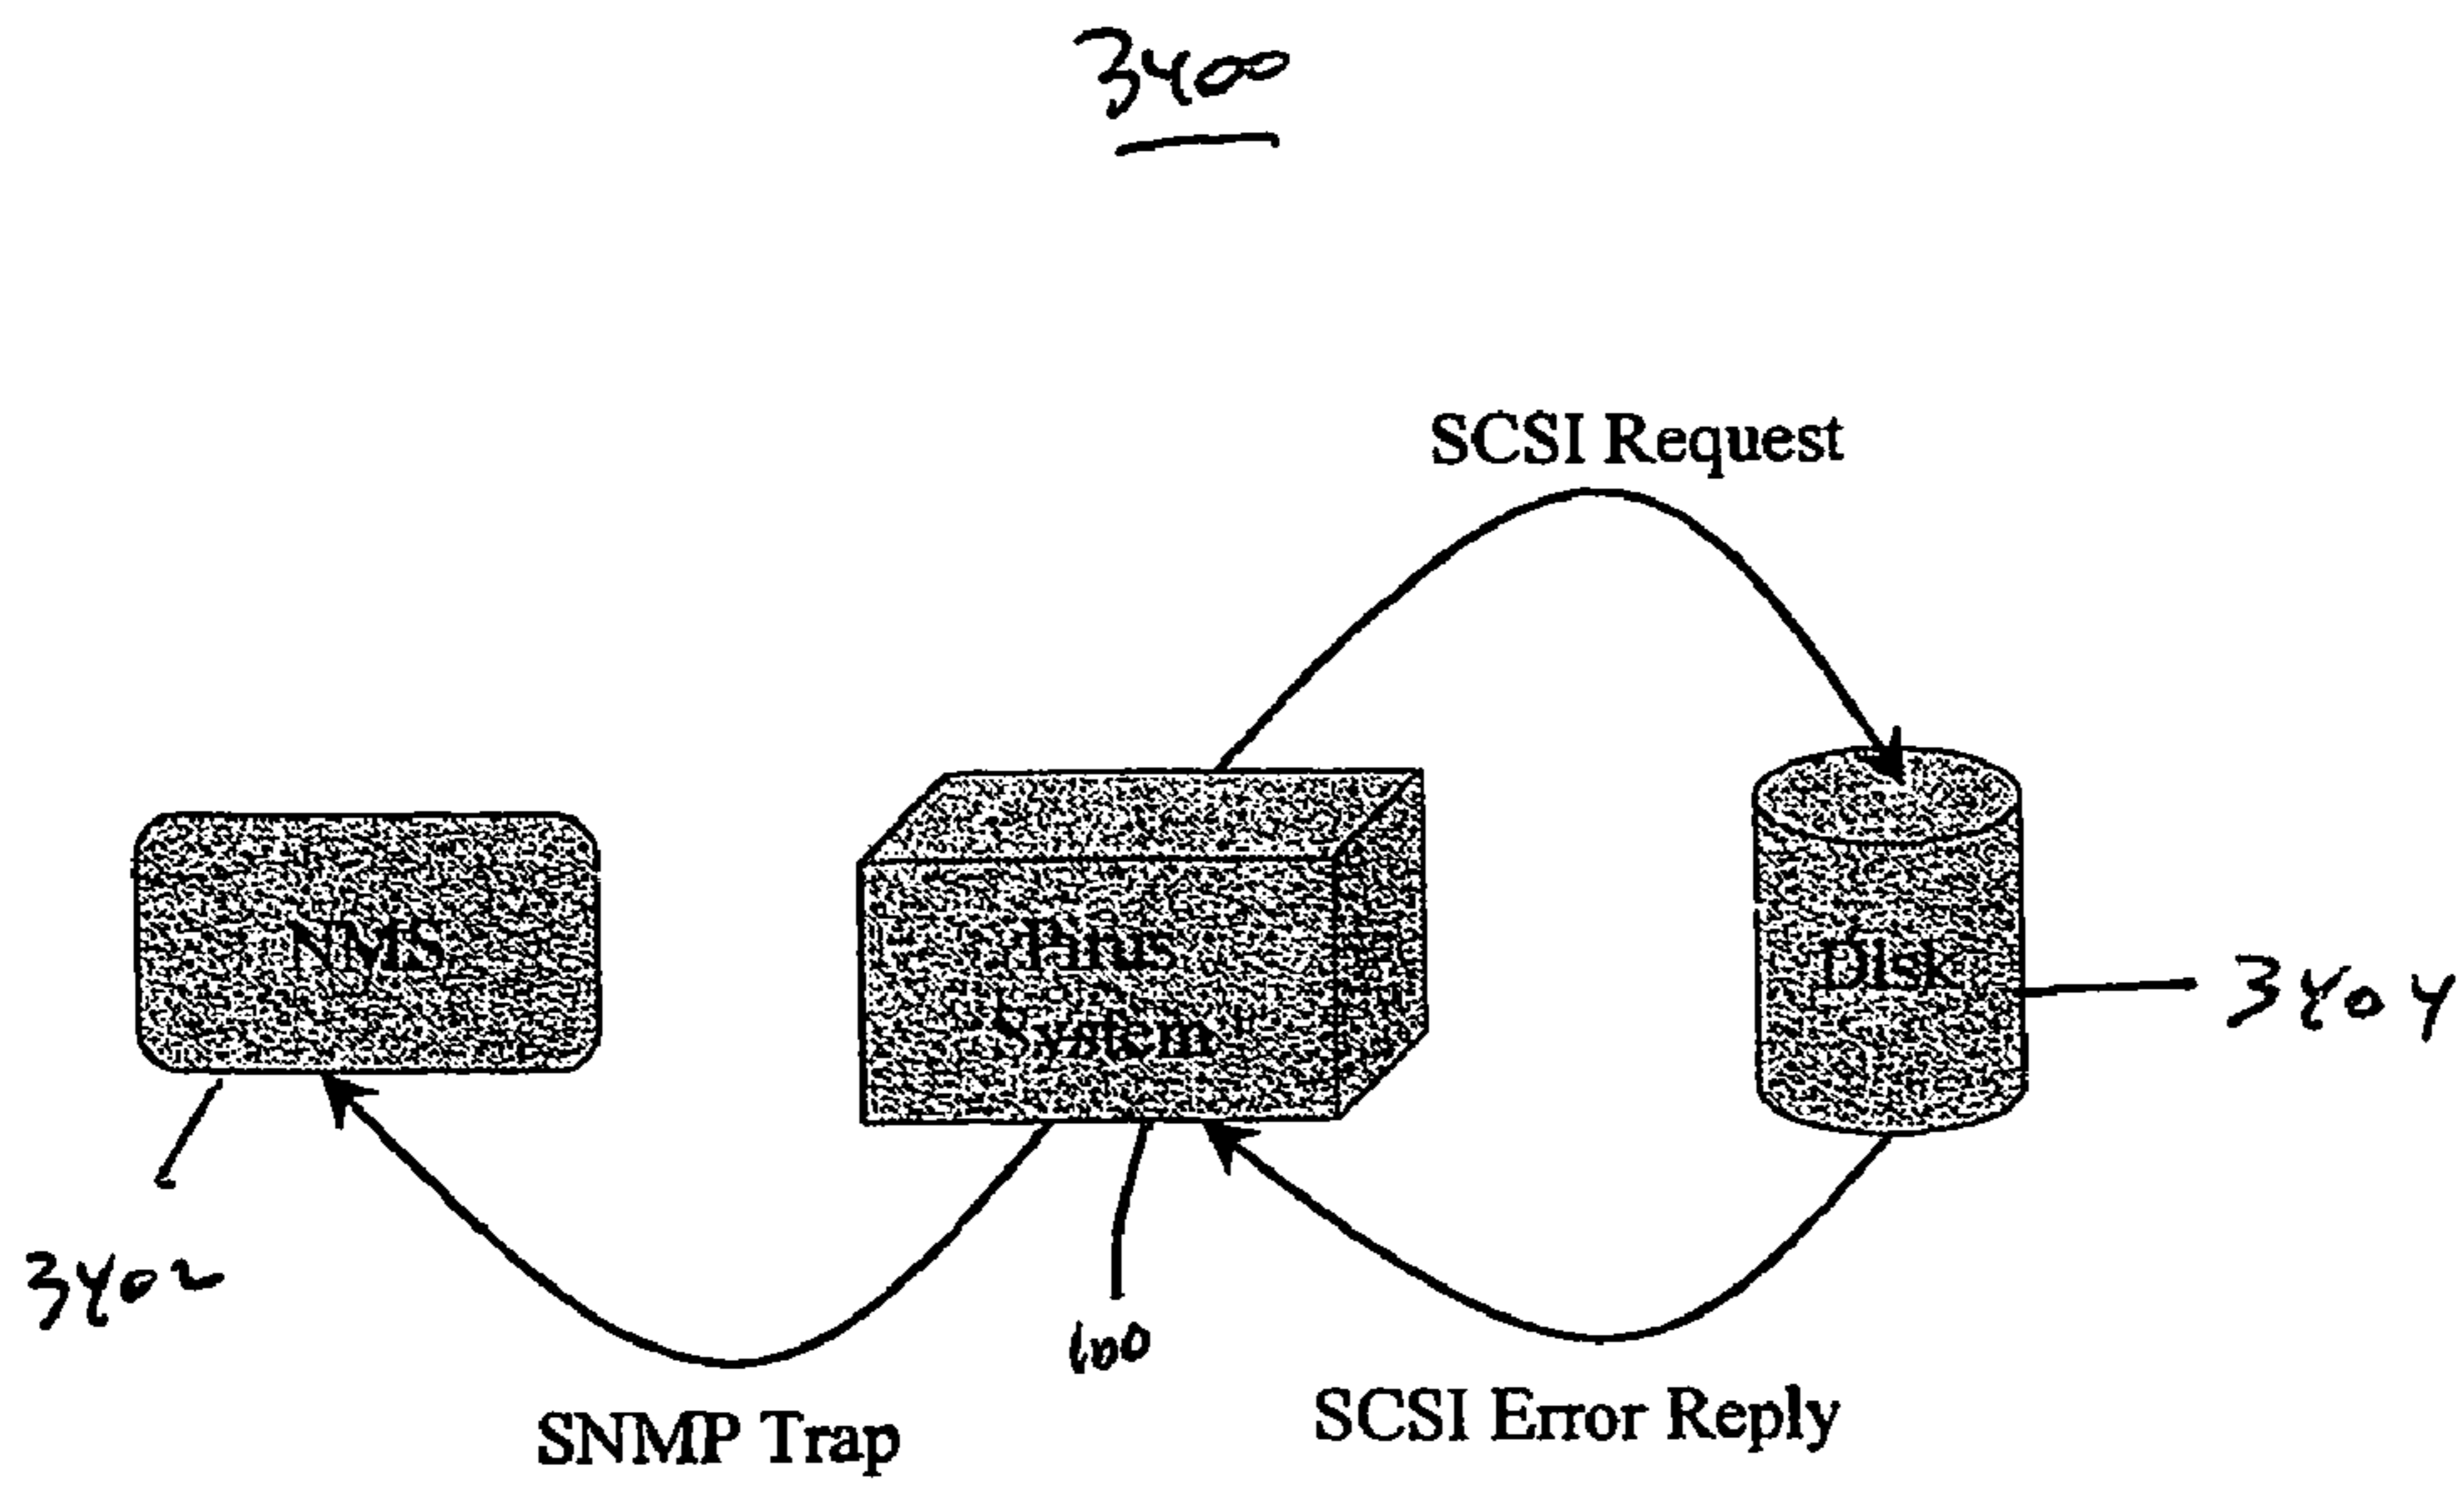 3400
SCSI Request
NMS
Pirus
System
Disk
3404
3402
100
SNMP Trap
SCSI Error Reply